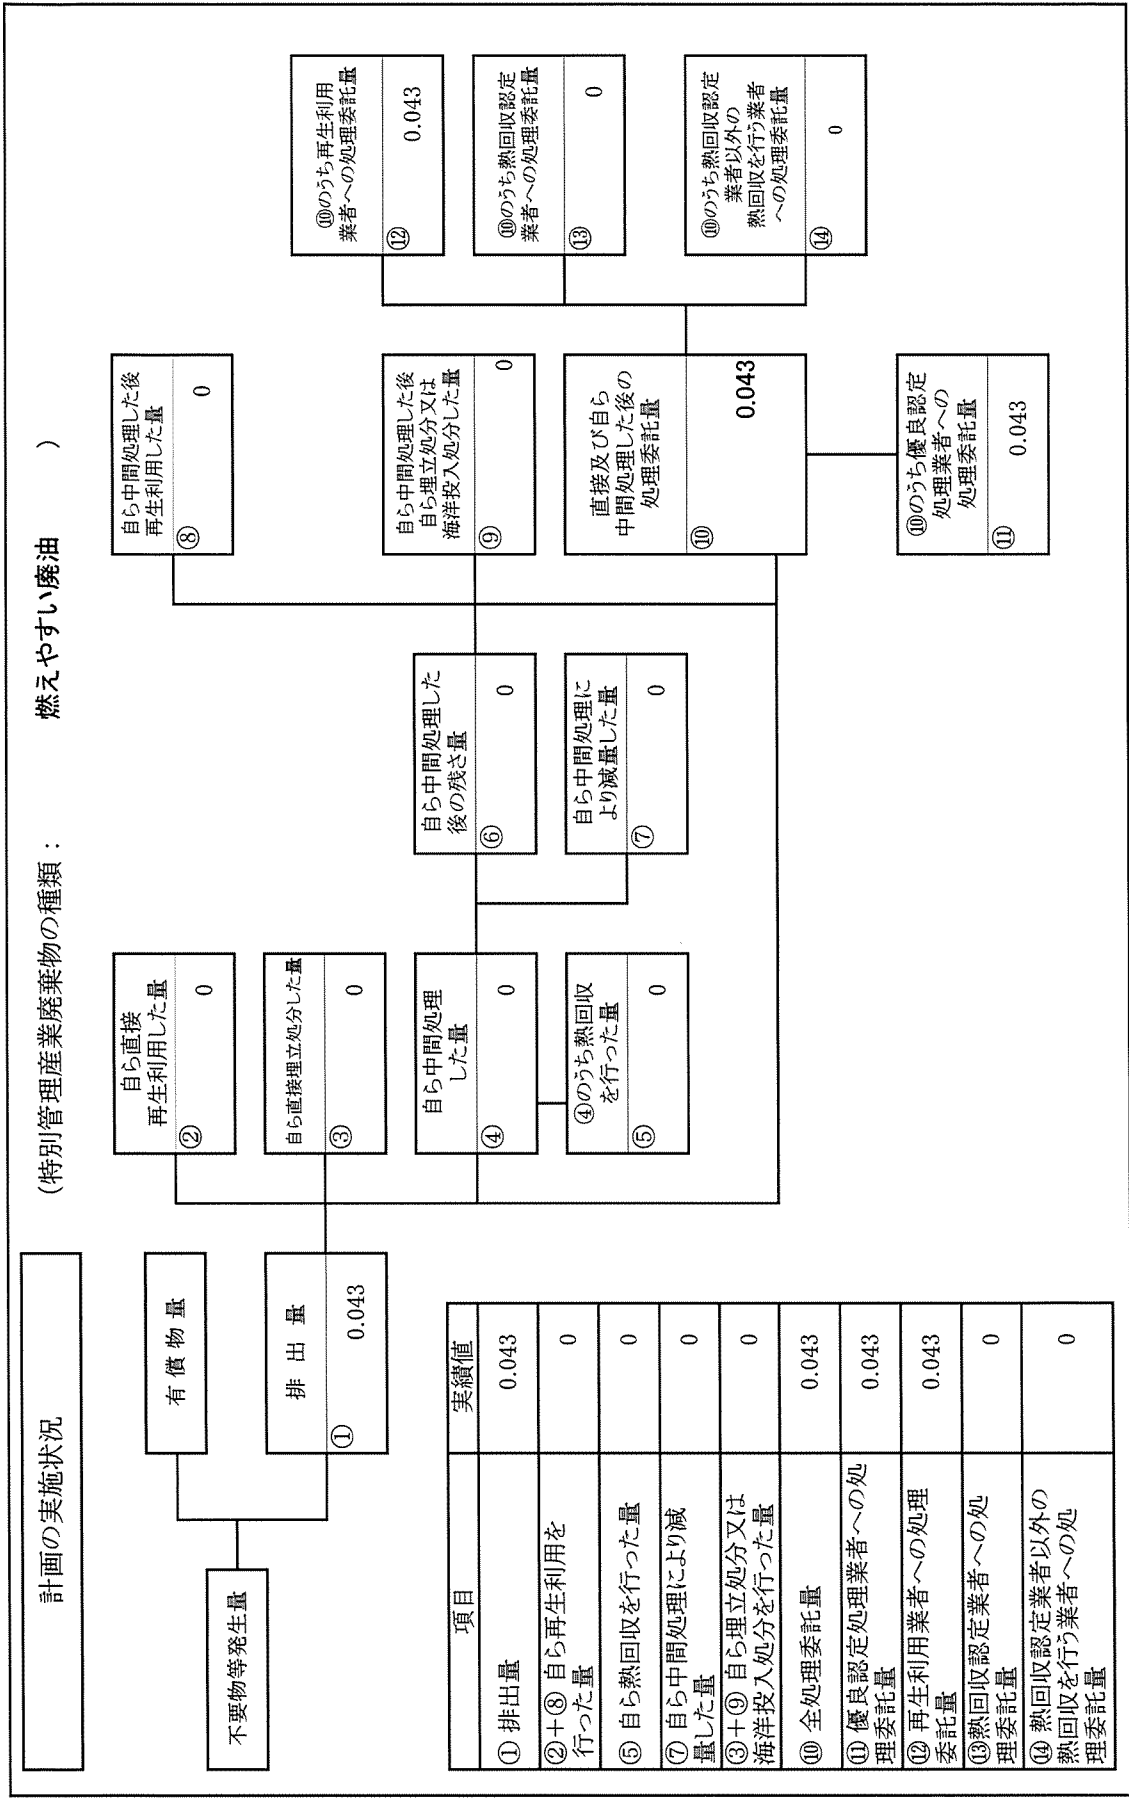 計画の実施状況
(特別管理産業廃棄物の種類： 燃えやすい廃油 )
不要物等発生量
有 償 物 量
排 出 量
① 0.043
自ら直接
再生利用した量
② 0
自ら直接埋立処分した量
③ 0
自ら中間処理
した量
④ 0
④のうち熱回収
を行った量
⑤ 0
自ら中間処理した
後の残さ量
⑥ 0
自ら中間処理に
より減量した量
⑦ 0
自ら中間処理した後
再生利用した量
⑧ 0
自ら中間処理した後
自ら埋立処分又は
海洋投入処分した量
⑨ 0
直接及び自ら
中間処理した後の
処理委託量
⑩ 0.043
⑩のうち優良認定
処理業者への
処理委託量
⑪ 0.043
⑩のうち再生利用
業者への処理委託量
⑫ 0.043
⑩のうち熱回収認定
業者への処理委託量
⑬ 0
⑩のうち熱回収認定
業者以外の
熱回収を行う業者
への処理委託量
⑭ 0
項目 実績値
① 排出量 0.043
②＋⑧ 自ら再生利用を
行った量 0
⑤ 自ら熱回収を行った量 0
⑦ 自ら中間処理により減
量した量 0
③＋⑨ 自ら埋立処分又は
海洋投入処分を行った量 0
⑩ 全処理委託量 0.043
⑪ 優良認定処理業者への処
理委託量 0.043
⑫ 再生利用業者への処理
委託量 0.043
⑬熱回収認定業者への処
理委託量 0
⑭ 熱回収認定業者以外の
熱回収を行う業者への処
理委託量 0